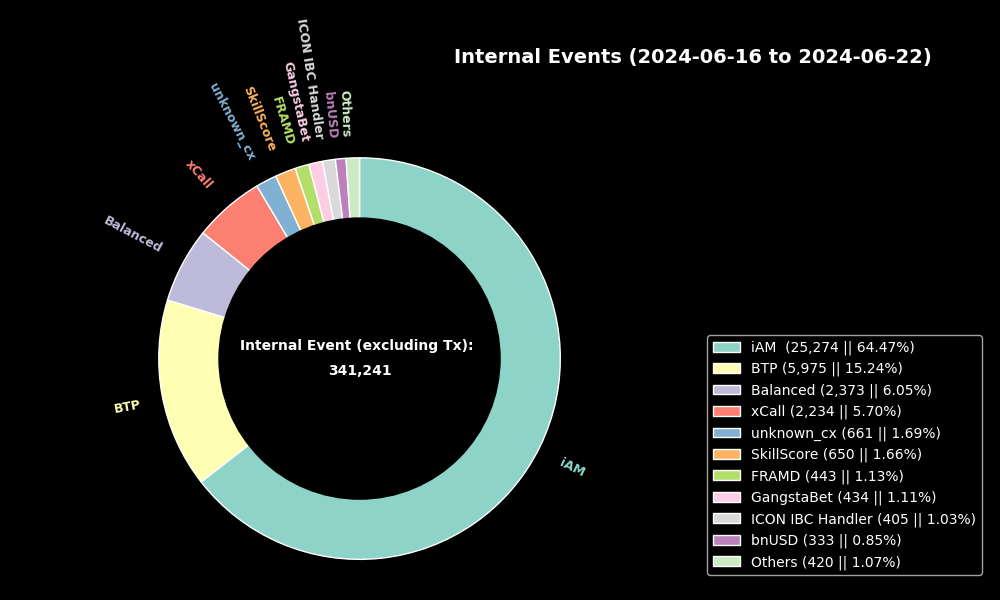 Internal Events (2024-06-16 to 2024-06-22)
Others
bnUSD
ICON IBC Handler
GangstaBet
FRAMD
SkillScore
unknown_cx
xCall
Balanced
BTP
iAM
Internal Event (excluding Tx):
341,241
iAM  (25,274 || 64.47%)
BTP (5,975 || 15.24%)
Balanced (2,373 || 6.05%)
xCall (2,234 || 5.70%)
unknown_cx (661 || 1.69%)
SkillScore (650 || 1.66%)
FRAMD (443 || 1.13%)
GangstaBet (434 || 1.11%)
ICON IBC Handler (405 || 1.03%)
bnUSD (333 || 0.85%)
Others (420 || 1.07%)